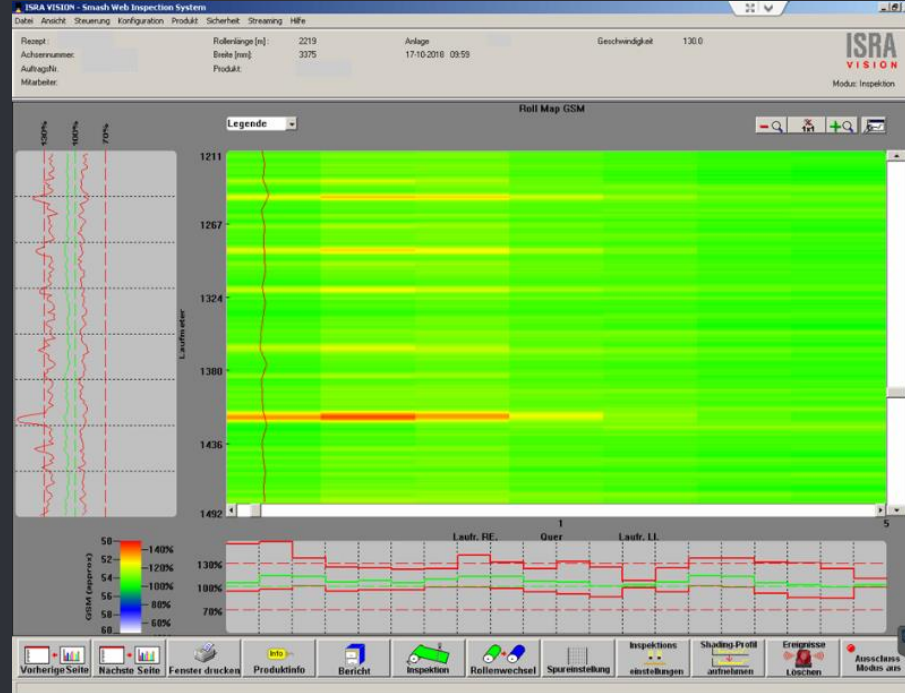 ISRA VISION - Smash Web Inspection System
Datei Ansicht Steuerung Konfiguration Produkt Sicherheit Streaming Hilfe
Rezept: Rollenlänge [m]: 2219 Anlage Geschwindigkeit 130.0
Achsennummer: Breite [mm]: 3375 17-10-2016 09:59
AuftragsNr. Produkt:
Mitarbeiter:
ISRA
VISION
Modus: Inspektion
Roll Map GSM
Legende
1x1
130% 100% 70%
1211
1267
1324
1380
1436
1492
Laufmeter
1 5
Laufr. RE. Quer Laufr. LI.
GSM (approx)
50
52
54
56
58
60
140%
120%
100%
80%
60%
130%
100%
70%
Vorherige Seite
Nächste Seite
Fenster drucken
Info
Produktinfo
Bericht
Inspektion
Rollenwechsel
Spureinstellung
Inspektions
einstellungen
Shading-Profil
aufnehmen
Ereignisse
Löschen
Ausschuss
Modus aus